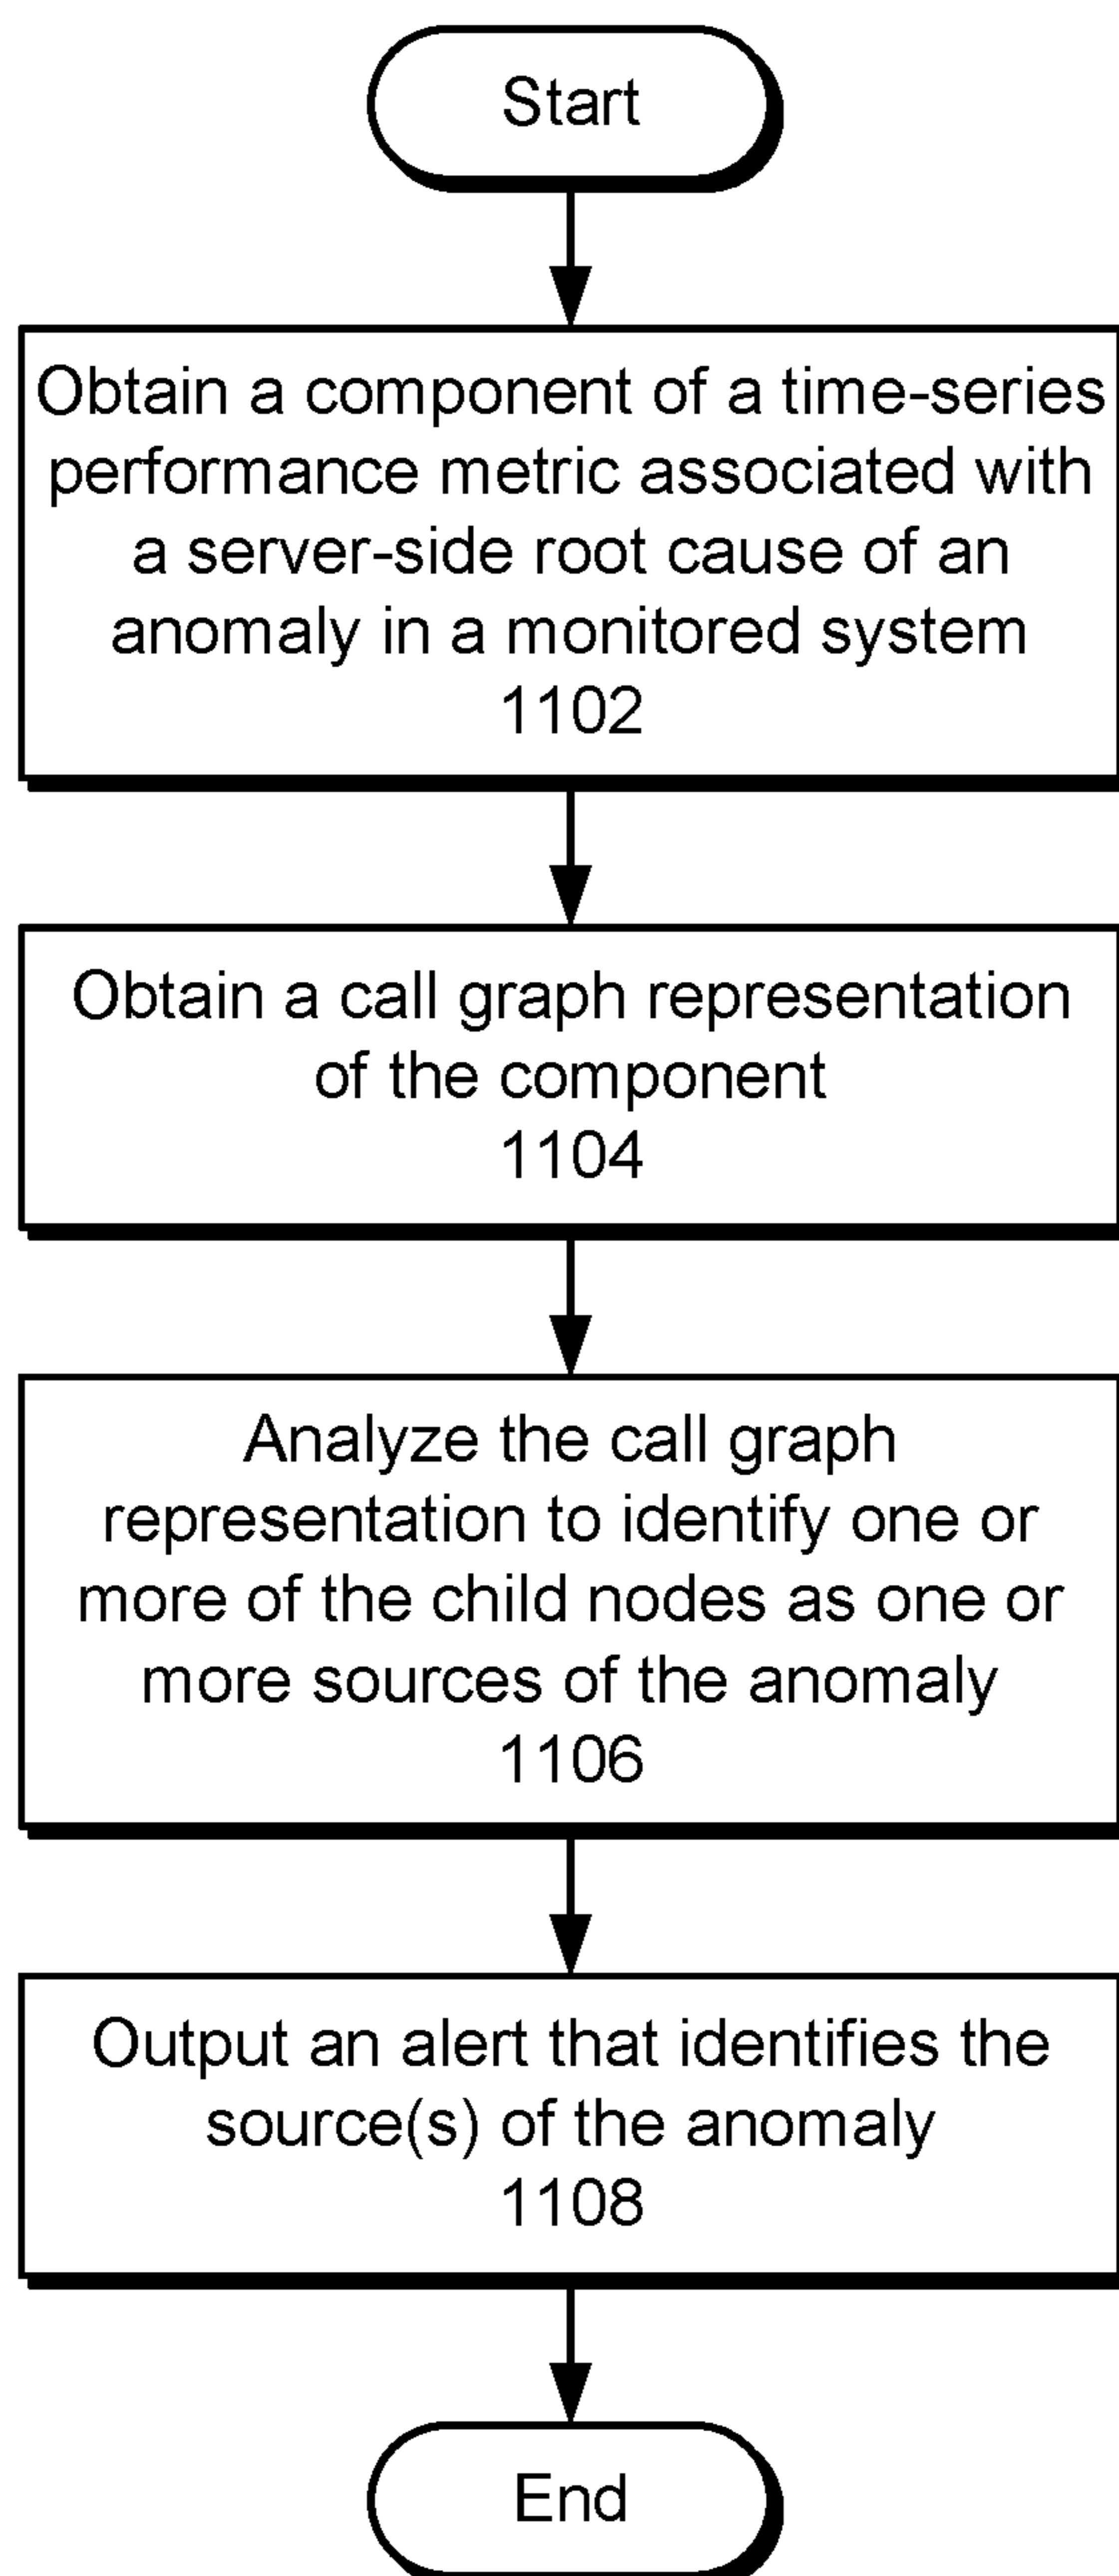 Start
Obtain a component of a time-series
performance metric associated with
a server-side root cause of an
anomaly in a monitored system
1102
Obtain a call graph representation
of the component
1104
Analyze the call graph
representation to identify one or
more of the child nodes as one or
more sources of the anomaly
1106
Output an alert that identifies the
source(s) of the anomaly
1108
End